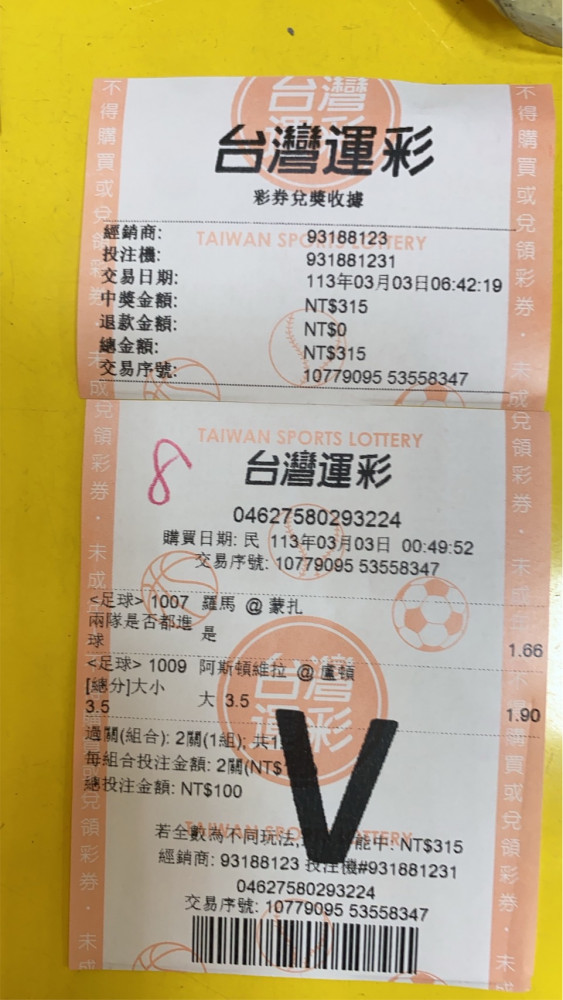 台灣運彩
彩券兌獎收據
TAIWAN SPORTS LOTTERY
經銷商: 93188123
投注機: 931881231
交易日期: 113年03月03日06:42:19
中獎金額: NT$315
退款金額: NT$0
總金額: NT$315
交易序號: 10779095 53558347
TAIWAN SPORTS LOTTERY
台灣運彩
8
04627580293224
購買日期: 民 113年03月03日 00:49:52
交易序號: 10779095 53558347
<足球> 1007 羅馬 @ 蒙扎
兩隊是否都進球 是 1.66
<足球> 1009 阿斯頓維拉 @ 盧頓
[總分]大小
3.5 大 3.5 1.90
過關(組合): 2關(1組); 共1
每組合投注金額: 2關(NT$
總投注金額: NT$100
V
若全數為不同玩法, 能中: NT$315
經銷商: 93188123 投注機#931881231
04627580293224
交易序號: 10779095 53558347
不得購買或兌領彩券・未成
兌領彩券・未成